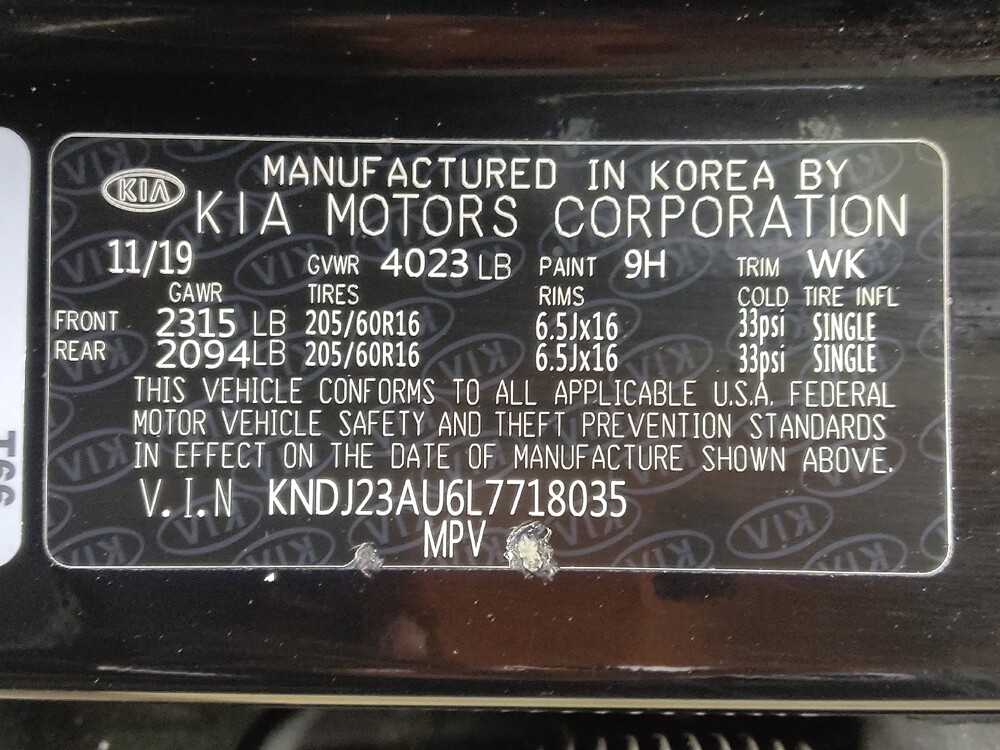 KIA MANUFACTURED IN KOREA BY
KIA MOTORS CORPORATION
11/19 GVWR 4023 LB PAINT 9H TRIM WK
GAWR TIRES RIMS COLD TIRE INFL
FRONT 2315 LB 205/60R16 6.5Jx16 33psi SINGLE
REAR 2094 LB 205/60R16 6.5Jx16 33psi SINGLE
THIS VEHICLE CONFORMS TO ALL APPLICABLE U.S.A. FEDERAL
MOTOR VEHICLE SAFETY AND THEFT PREVENTION STANDARDS
IN EFFECT ON THE DATE OF MANUFACTURE SHOWN ABOVE.
V.I.N KNDJ23AU6L7718035
MPV